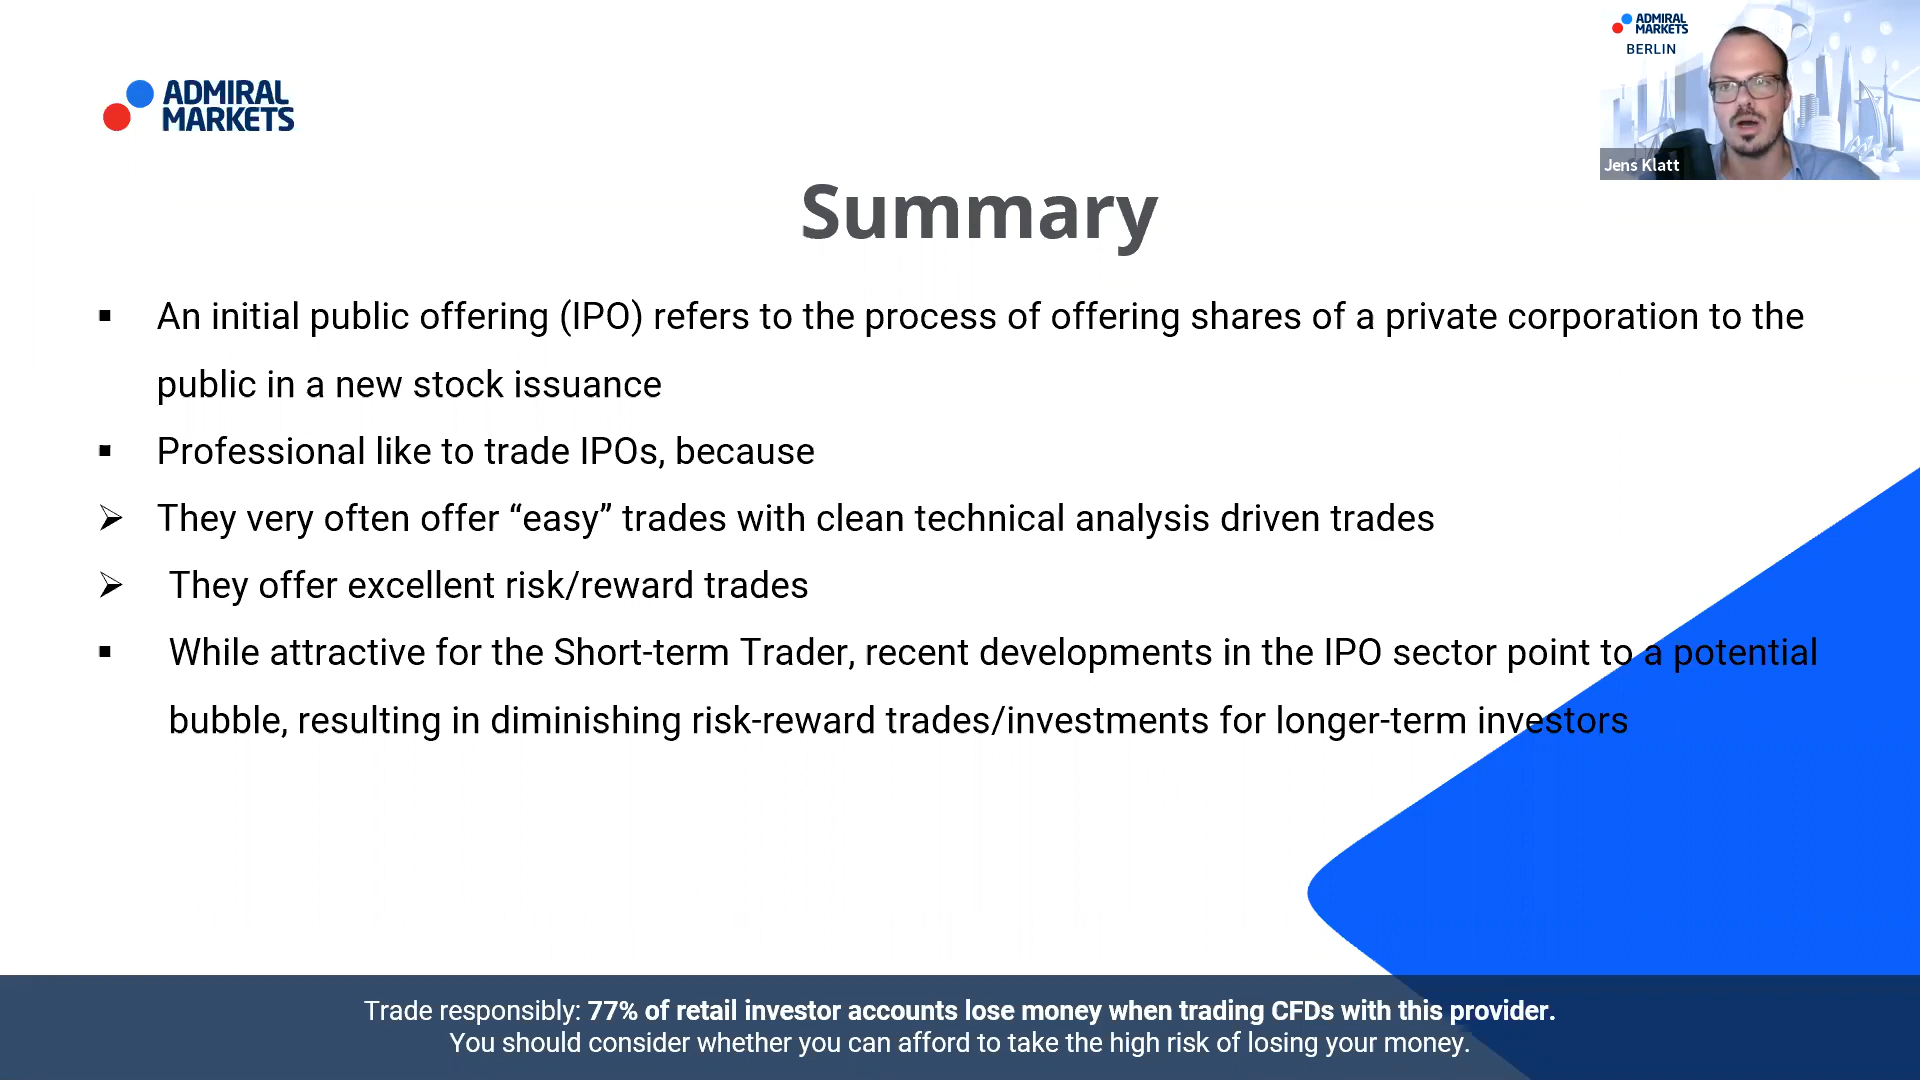 ADMIRAL
MARKETS
ADMIRAL
MARKETS
BERLIN
Jens Klatt
Summary
▪ An initial public offering (IPO) refers to the process of offering shares of a private corporation to the
public in a new stock issuance
▪ Professional like to trade IPOs, because
➢ They very often offer “easy” trades with clean technical analysis driven trades
➢ They offer excellent risk/reward trades
▪ While attractive for the Short-term Trader, recent developments in the IPO sector point to a potential
bubble, resulting in diminishing risk-reward trades/investments for longer-term investors
Trade responsibly: 77% of retail investor accounts lose money when trading CFDs with this provider.
You should consider whether you can afford to take the high risk of losing your money.